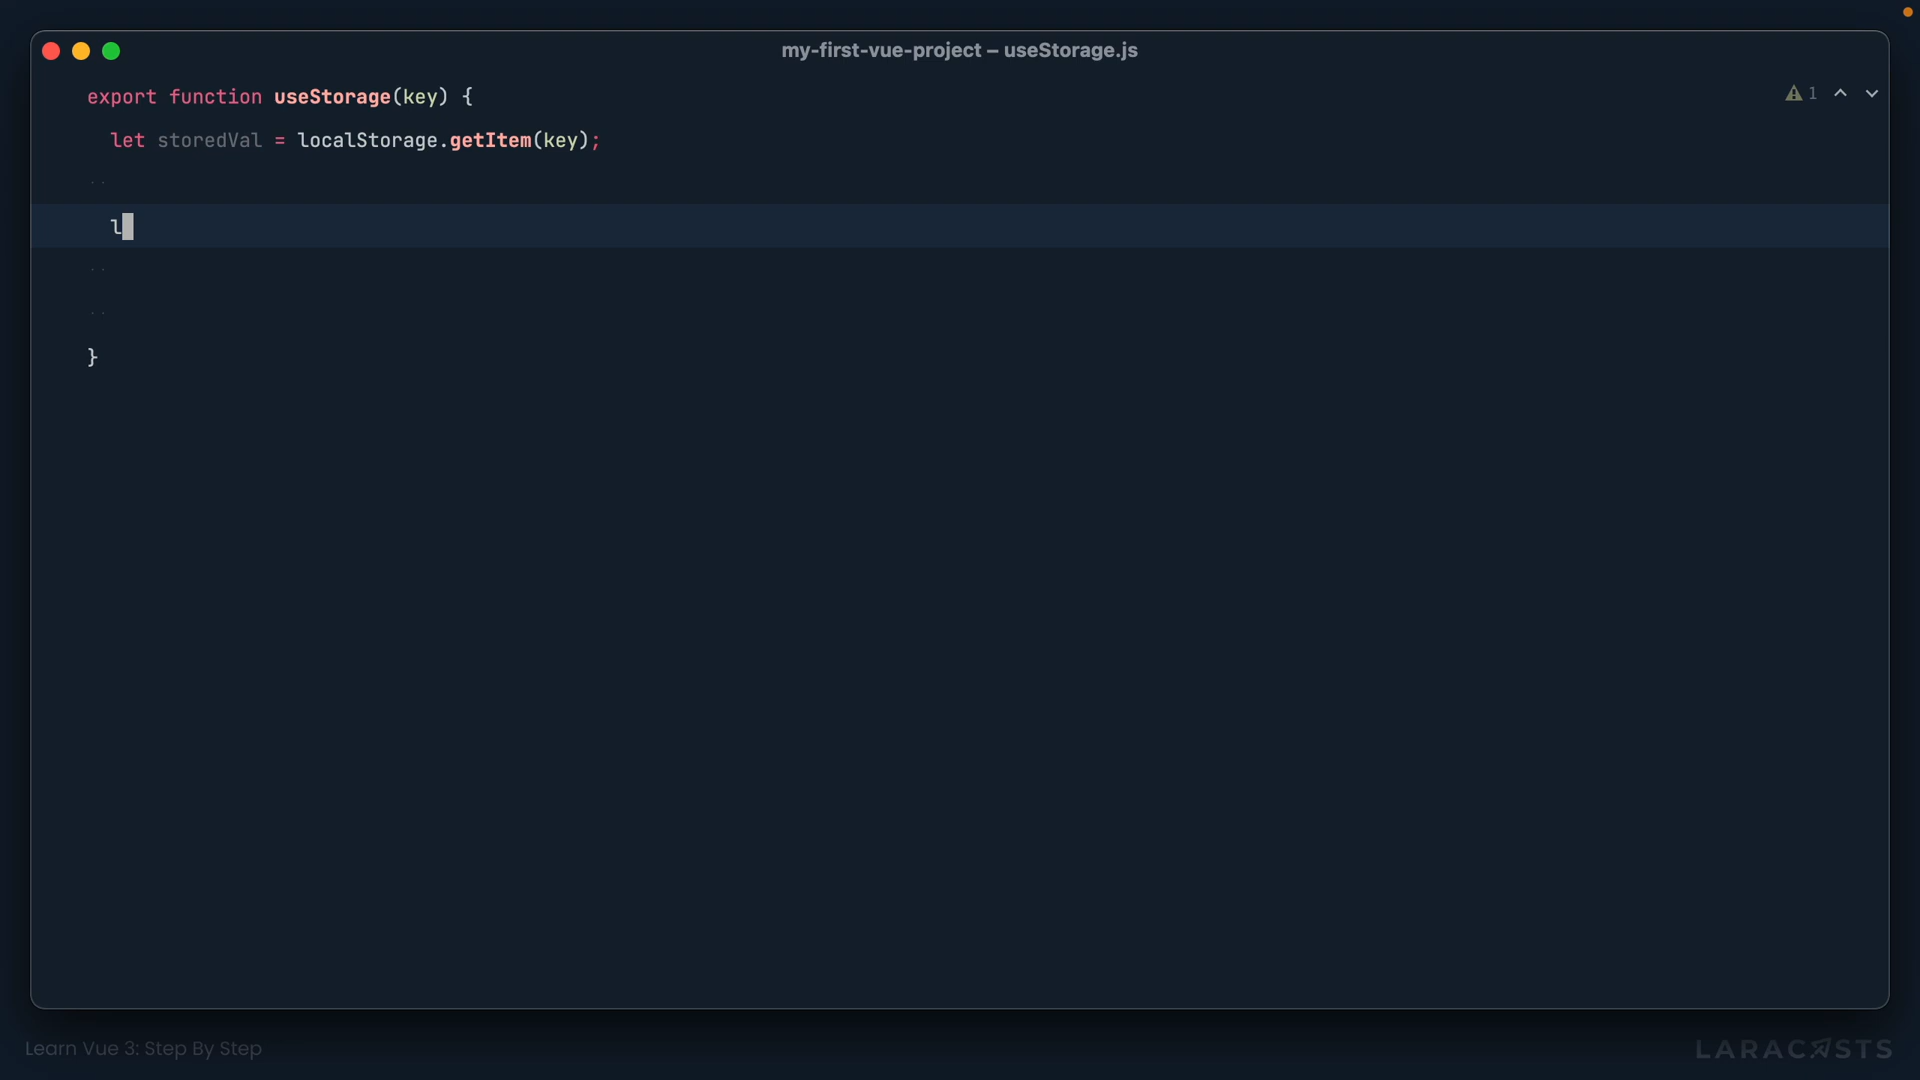 my-first-vue-project – useStorage.js
export function useStorage(key) {
1
let storedVal = localStorage.getItem(key);
l
}
Learn Vue 3: Step By Step
LARACASTS